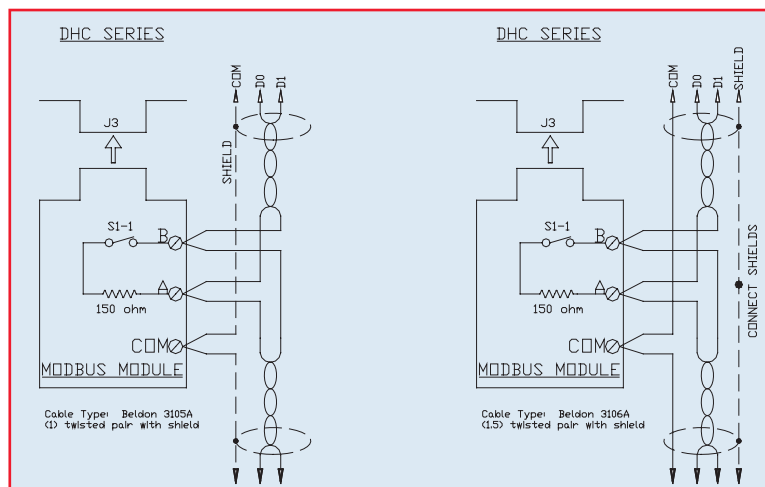 DHC SERIES
COM
D0
D1
J3
SHIELD
S1-1
B
A
150 ohm
COM
MODBUS MODULE
Cable Type: Beldon 3105A
(1) twisted pair with shield
DHC SERIES
COM
D0
D1
SHIELD
J3
S1-1
B
A
150 ohm
CONNECT SHIELDS
COM
MODBUS MODULE
Cable Type: Beldon 3106A
(1.5) twisted pair with shield